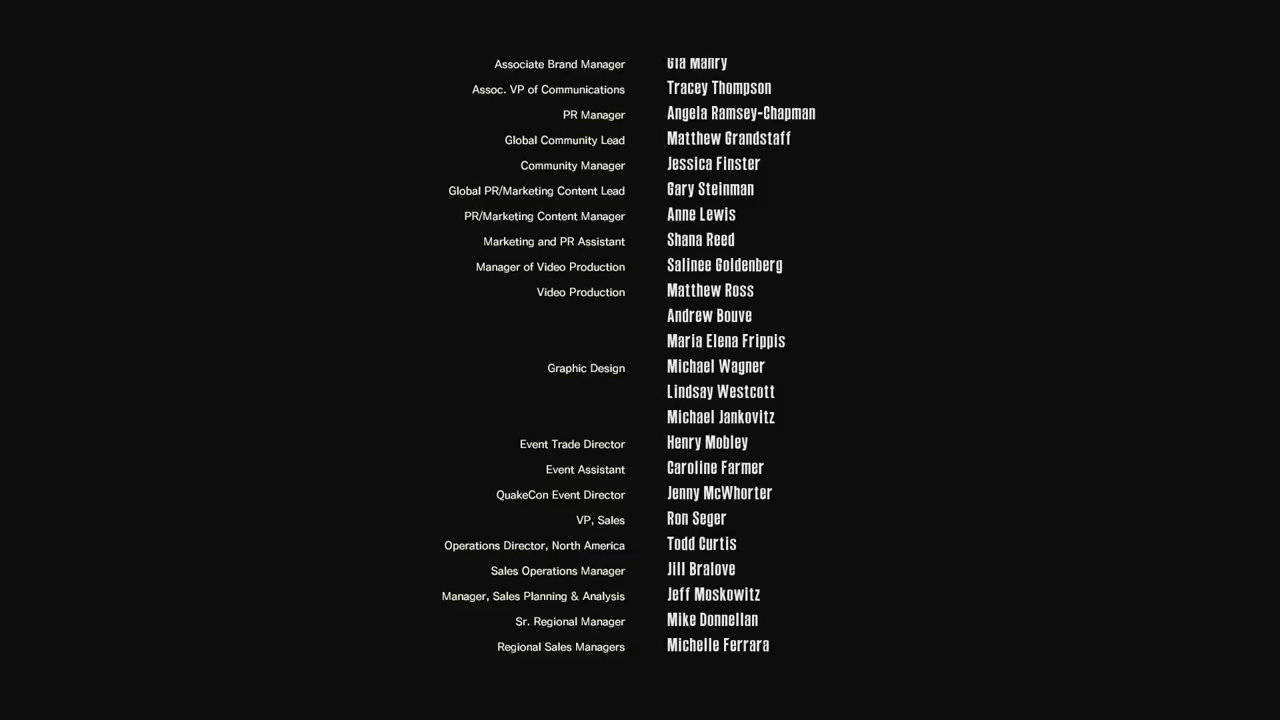 Associate Brand Manager Gia Manry
Assoc. VP of Communications Tracey Thompson
PR Manager Angela Ramsey-Chapman
Global Community Lead Matthew Grandstaff
Community Manager Jessica Finster
Global PR/Marketing Content Lead Gary Steinman
PR/Marketing Content Manager Anne Lewis
Marketing and PR Assistant Shana Reed
Manager of Video Production Salinee Goldenberg
Video Production Matthew Ross
Andrew Bouve
Maria Elena Frippis
Graphic Design Michael Wagner
Lindsay Westcott
Michael Jankovitz
Event Trade Director Henry Mobley
Event Assistant Caroline Farmer
QuakeCon Event Director Jenny McWhorter
VP, Sales Ron Seger
Operations Director, North America Todd Curtis
Sales Operations Manager Jill Bralove
Manager, Sales Planning & Analysis Jeff Moskowitz
Sr. Regional Manager Mike Donnellan
Regional Sales Managers Michelle Ferrara